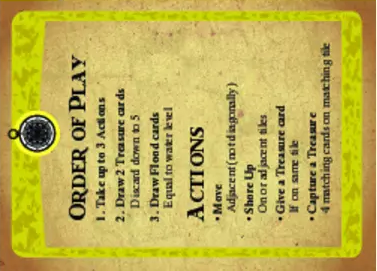 ORDER OF PLAY
1. Take up to 3 Actions
2. Draw 2 Treasure cards
Discard down to 5
3. Draw Flood cards
Equal to water level
ACTIONS
• Move
Adjacent (not diagonally)
• Shore Up
On or adjacent tiles
• Give a Treasure card
If on same tile
• Capture a Treasure
4 matching cards on matching tile